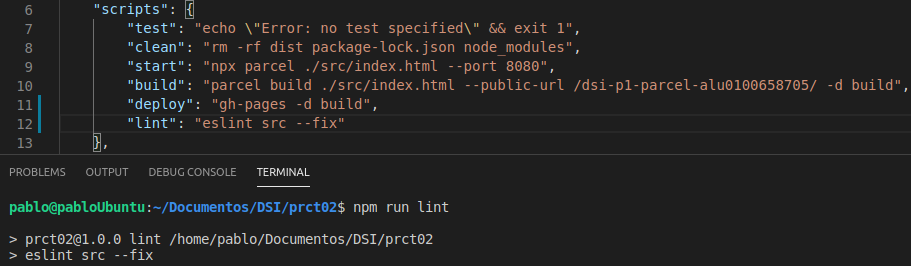 6 "scripts": {
7 "test": "echo \"Error: no test specified\" && exit 1",
8 "clean": "rm -rf dist package-lock.json node_modules",
9 "start": "npx parcel ./src/index.html --port 8080",
10 "build": "parcel build ./src/index.html --public-url /dsi-p1-parcel-alu0100658705/ -d build",
11 "deploy": "gh-pages -d build",
12 "lint": "eslint src --fix"
13 },
PROBLEMS OUTPUT DEBUG CONSOLE TERMINAL
pablo@pabloUbuntu:~/Documentos/DSI/prct02$ npm run lint
> prct02@1.0.0 lint /home/pablo/Documentos/DSI/prct02
> eslint src --fix